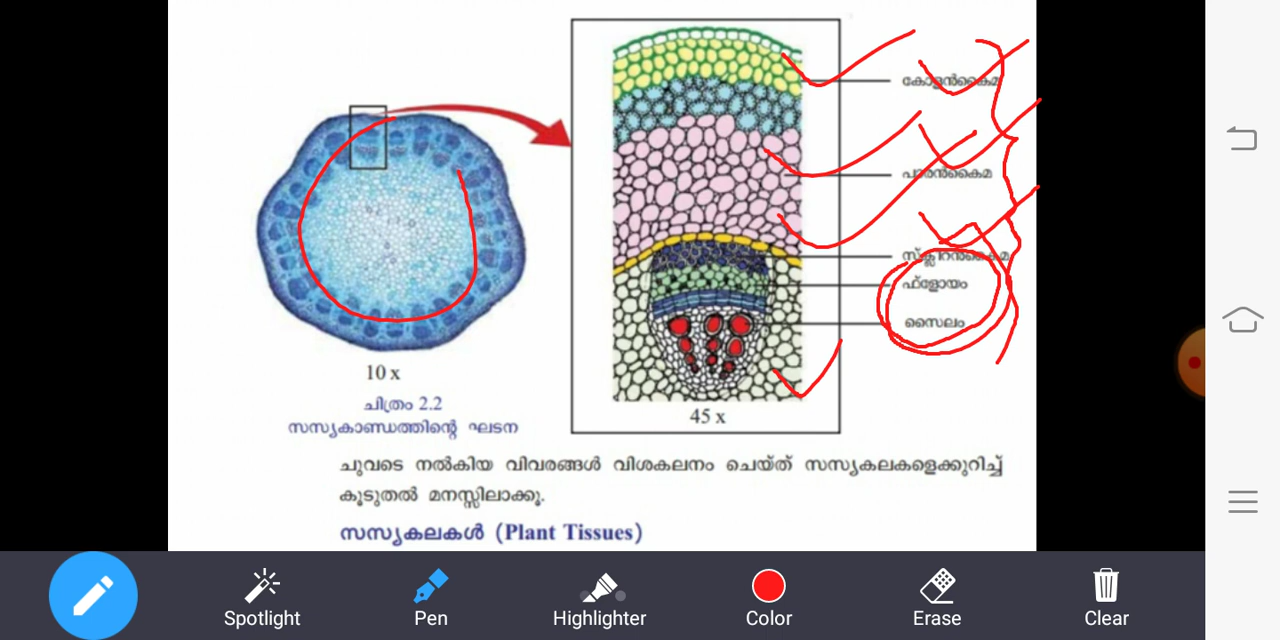 കോളൻകൈമ
പാരൻകൈമ
സ്ക്ലീറൻകൈമ
ഫ്ളോയം
സൈലം
10 x
45 x
ചിത്രം 2.2
സസ്യകാണ്ഡത്തിന്റെ ഘടന
ചുവടെ നൽകിയ വിവരങ്ങൾ വിശകലനം ചെയ്ത് സസ്യകലകളെക്കുറിച്ച്
കൂടുതൽ മനസ്സിലാക്കൂ.
സസ്യകലകൾ (Plant Tissues)
Spotlight
Pen
Highlighter
Color
Erase
Clear